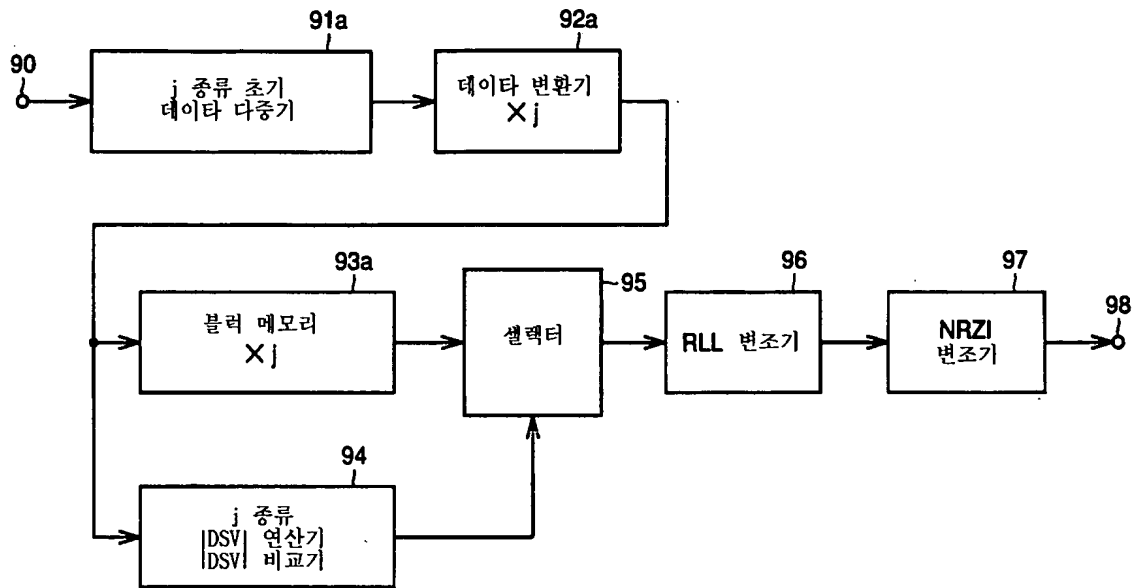 91a
92a
90
j 종류 초기
데이타 다중기
데이타 변환기
×j
93a
95
96
97
98
블럭 메모리
×j
셀랙터
RLL 변조기
NRZI
변조기
94
j 종류
|DSV| 연산기
|DSV| 비교기